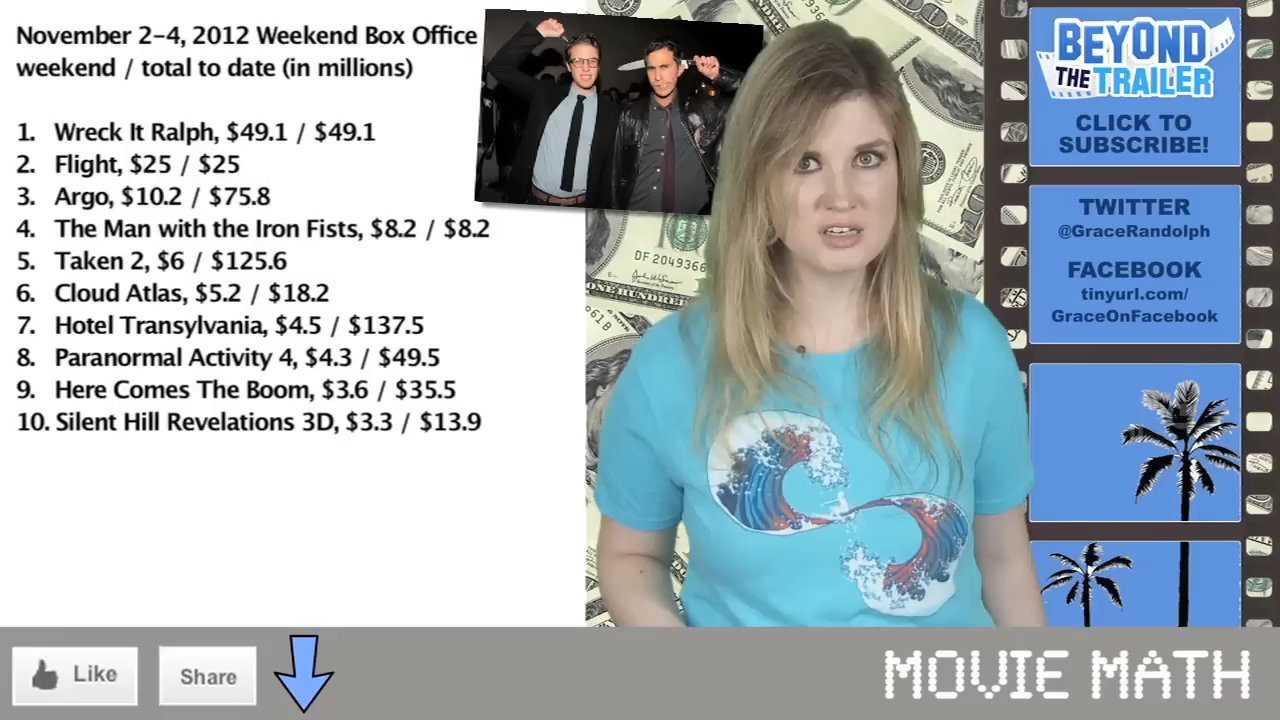 November 2-4, 2012 Weekend Box Office
weekend / total to date (in millions)
1. Wreck It Ralph, $49.1 / $49.1
2. Flight, $25 / $25
3. Argo, $10.2 / $75.8
4. The Man with the Iron Fists, $8.2 / $8.2
5. Taken 2, $6 / $125.6
6. Cloud Atlas, $5.2 / $18.2
7. Hotel Transylvania, $4.5 / $137.5
8. Paranormal Activity 4, $4.3 / $49.5
9. Here Comes The Boom, $3.6 / $35.5
10. Silent Hill Revelations 3D, $3.3 / $13.9
DF 2049366
ONE HUNDRED
BEYOND
THE TRAILER
CLICK TO
SUBSCRIBE!
TWITTER
@GraceRandolph
FACEBOOK
tinyurl.com/
GraceOnFacebook
Like
Share
MOVIE MATH